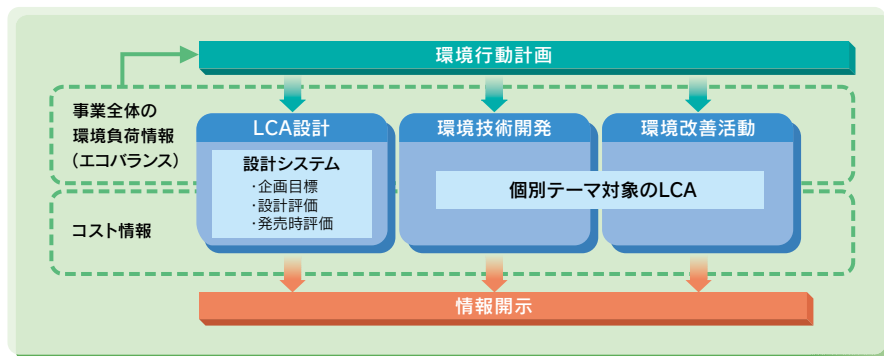 環境行動計画
事業全体の
環境負荷情報
（エコバランス）
LCA設計
設計システム
・企画目標
・設計評価
・発売時評価
環境技術開発
環境改善活動
個別テーマ対象のLCA
コスト情報
情報開示